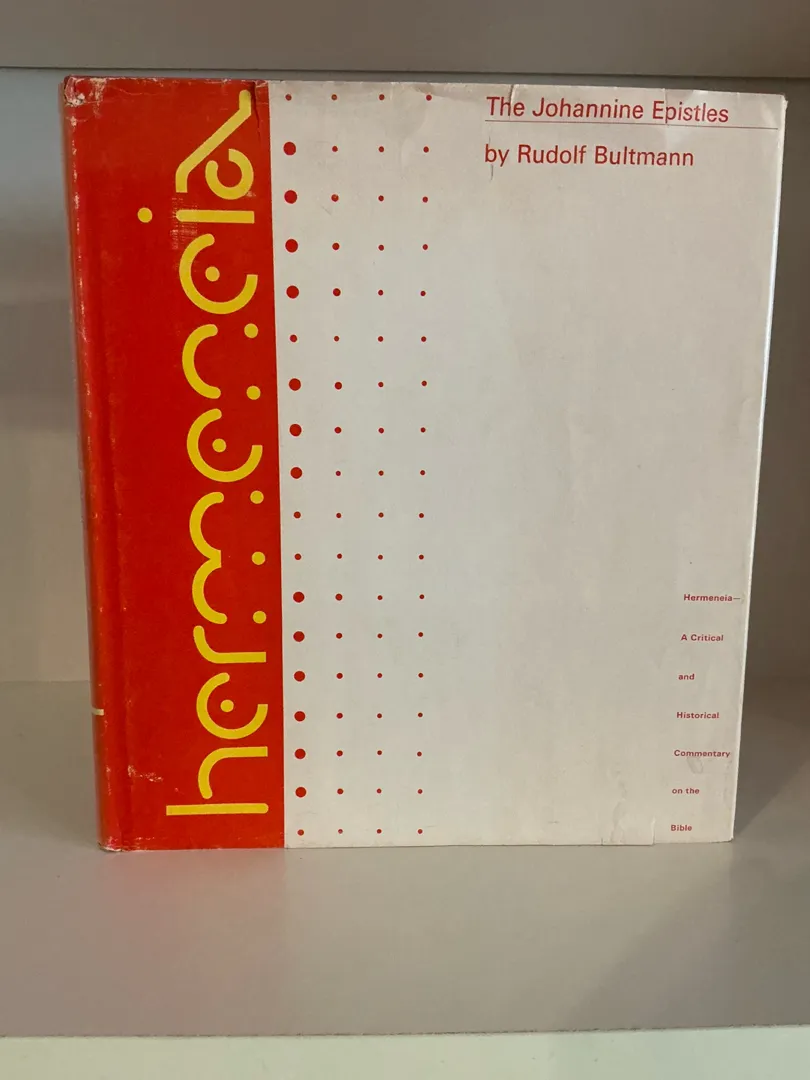 hermeneia
The Johannine Epistles
by Rudolf Bultmann
Hermeneia—
A Critical
and
Historical
Commentary
on the
Bible